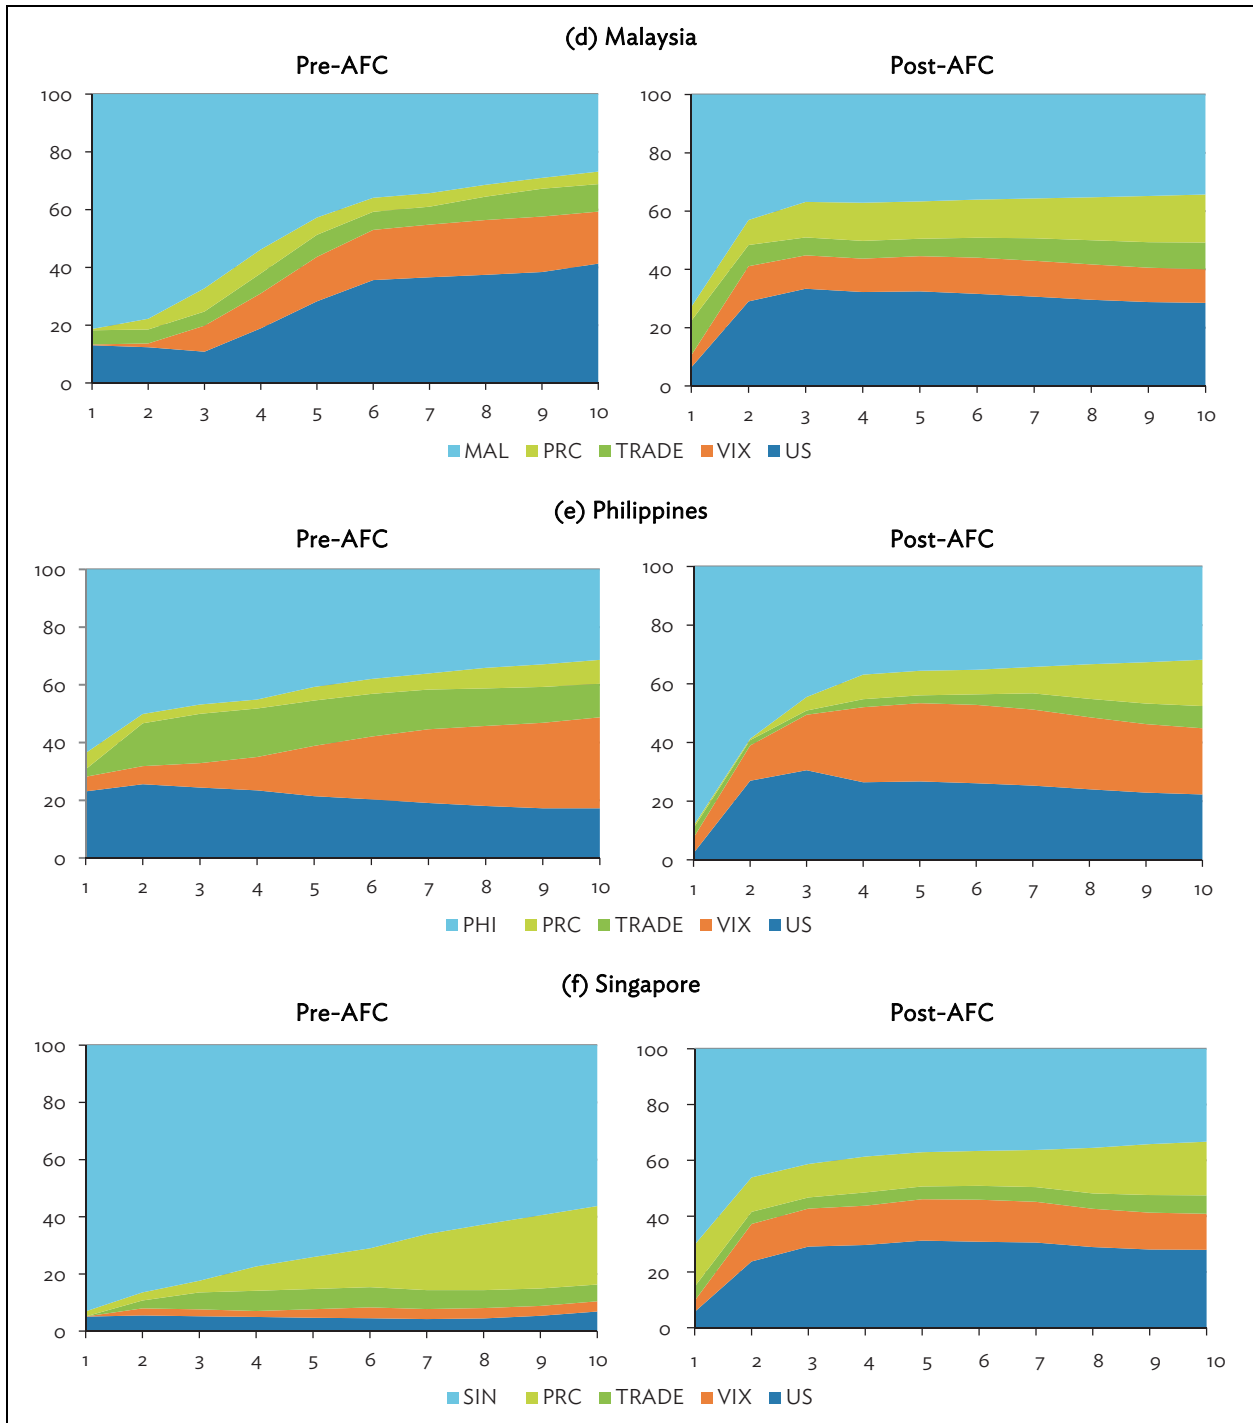 (d) Malaysia
Pre-AFC
Post-AFC
100
80
60
40
20
0
1 2 3 4 5 6 7 8 9 10
100
80
60
40
20
0
1 2 3 4 5 6 7 8 9 10
MAL PRC TRADE VIX US
(e) Philippines
Pre-AFC
Post-AFC
100
80
60
40
20
0
1 2 3 4 5 6 7 8 9 10
100
80
60
40
20
0
1 2 3 4 5 6 7 8 9 10
PHI PRC TRADE VIX US
(f) Singapore
Pre-AFC
Post-AFC
100
80
60
40
20
0
1 2 3 4 5 6 7 8 9 10
100
80
60
40
20
0
1 2 3 4 5 6 7 8 9 10
SIN PRC TRADE VIX US